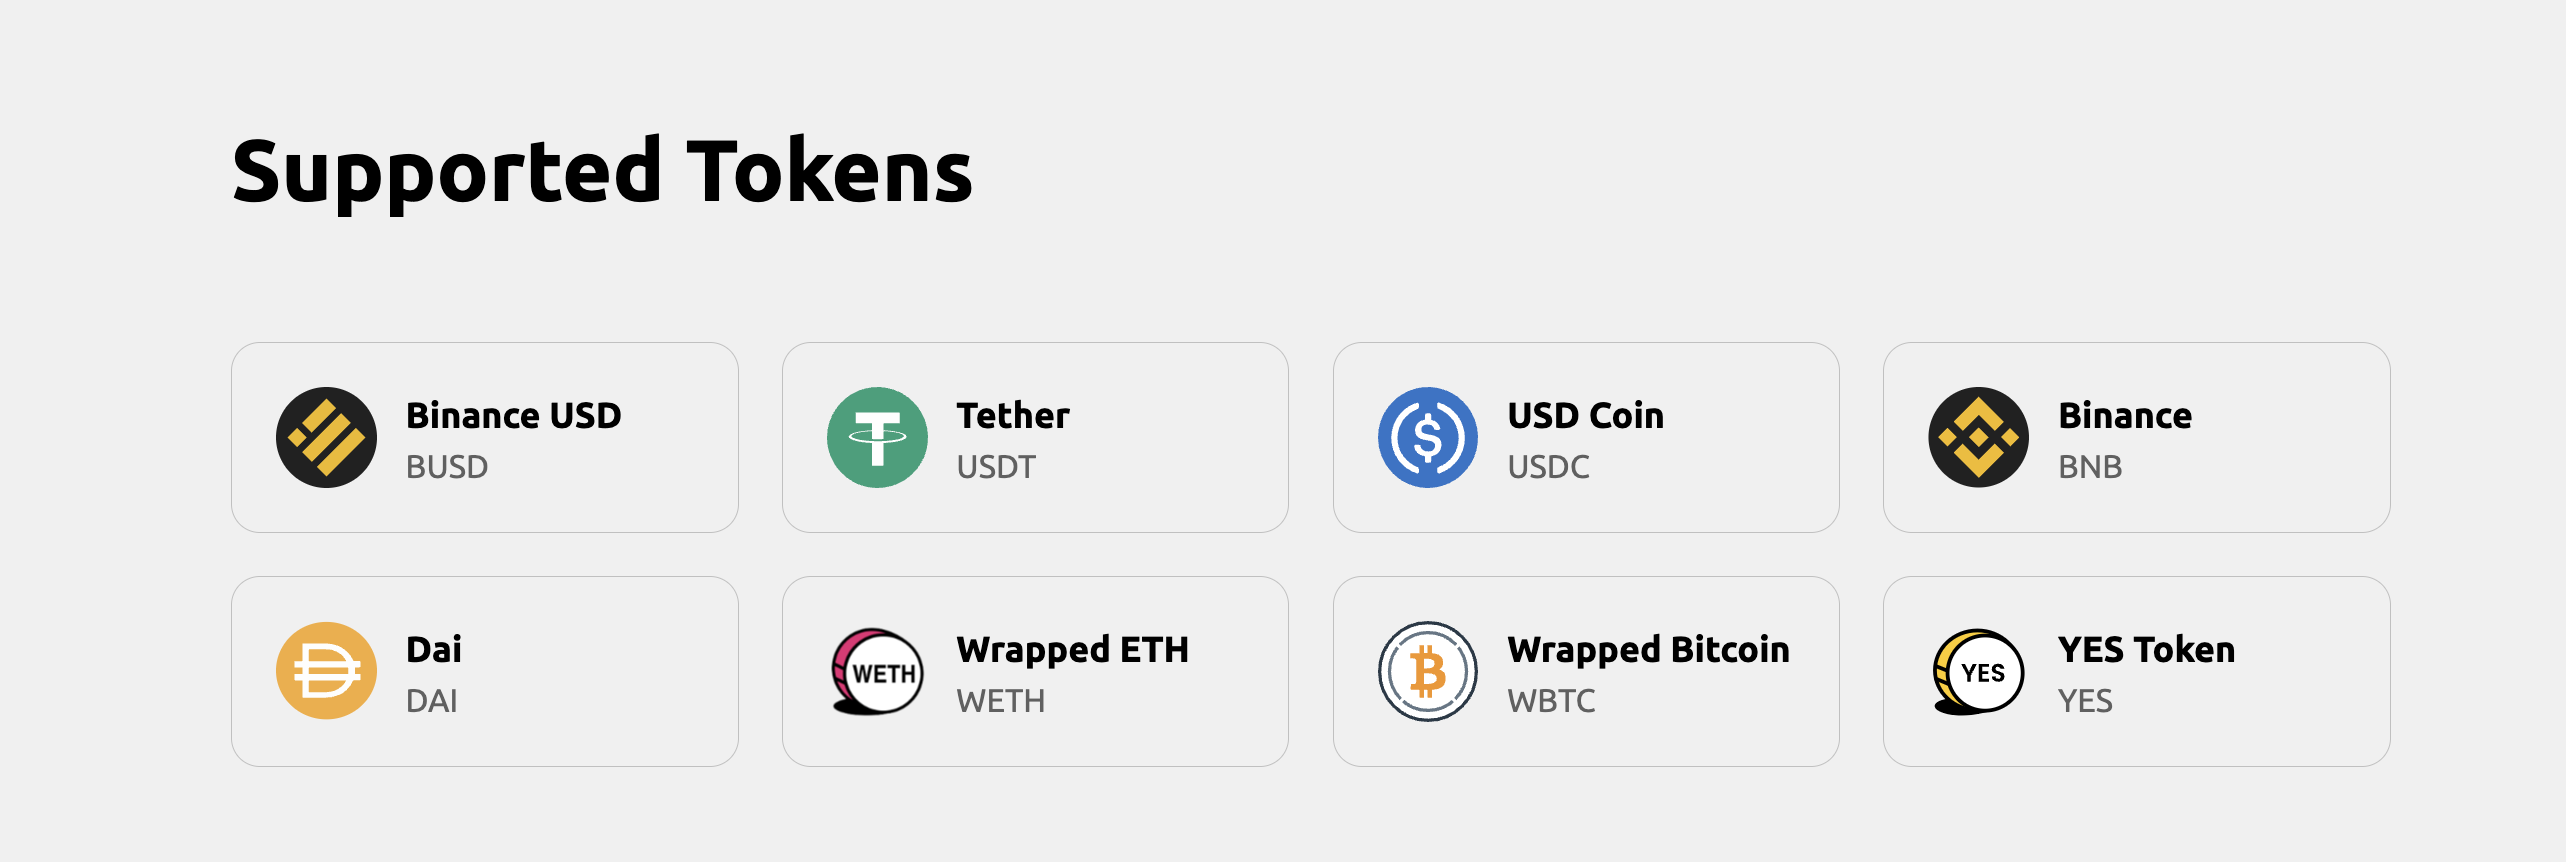 Supported Tokens
Binance USD
BUSD
Tether
USDT
USD Coin
USDC
Binance
BNB
Dai
DAI
WETH
Wrapped ETH
WETH
Wrapped Bitcoin
WBTC
YES
YES Token
YES